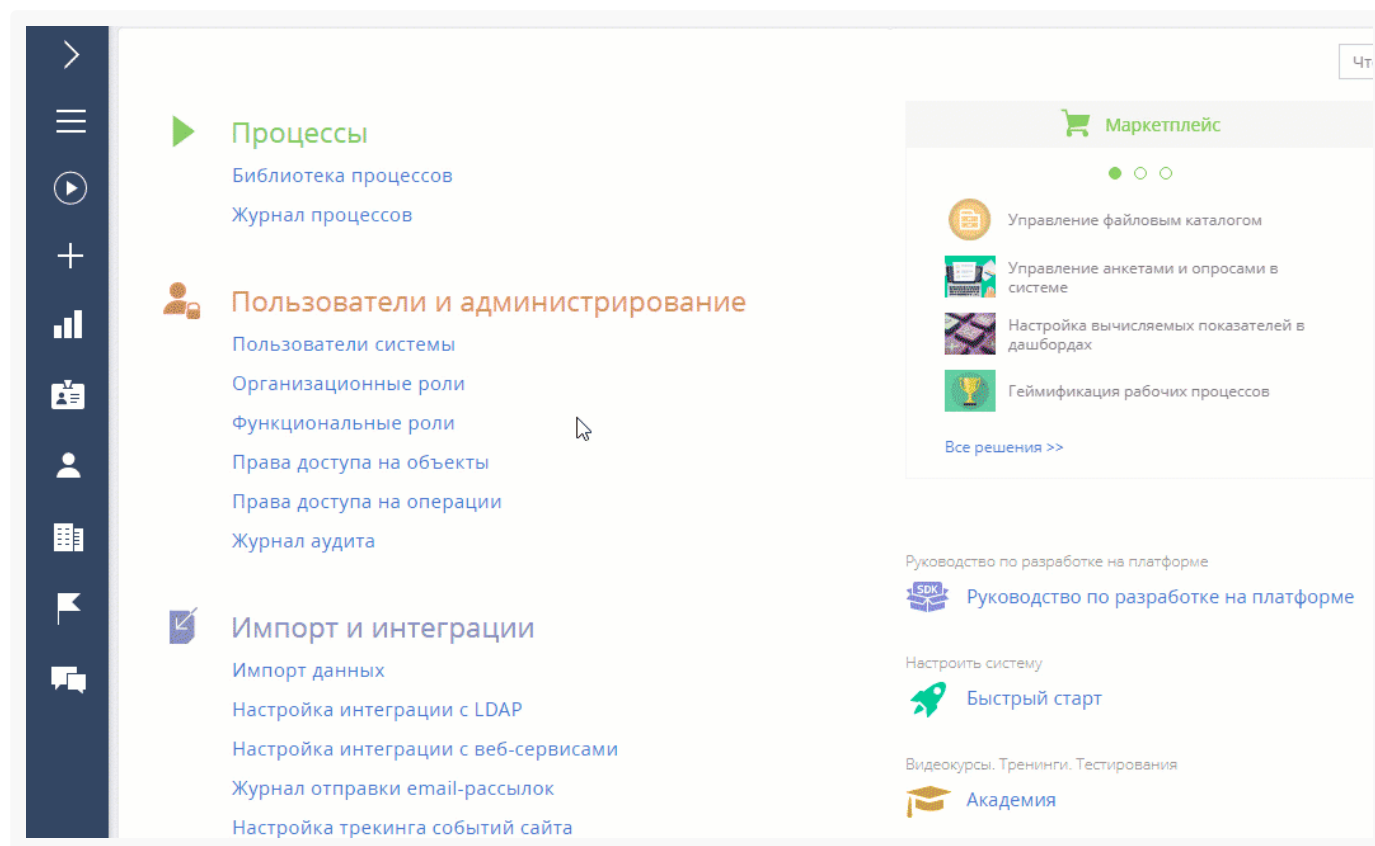 Чт
Процессы
Библиотека процессов
Журнал процессов
Пользователи и администрирование
Пользователи системы
Организационные роли
Функциональные роли
Права доступа на объекты
Права доступа на операции
Журнал аудита
Импорт и интеграции
Импорт данных
Настройка интеграции с LDAP
Настройка интеграции с веб-сервисами
Журнал отправки email-рассылок
Настройка трекинга событий сайта
Маркетплейс
Управление файловым каталогом
Управление анкетами и опросами в
системе
Настройка вычисляемых показателей в
дашбордах
Геймификация рабочих процессов
Все решения >>
Руководство по разработке на платформе
SDK
Руководство по разработке на платформе
Настроить систему
Быстрый старт
Видеокурсы. Тренинги. Тестирования
Академия